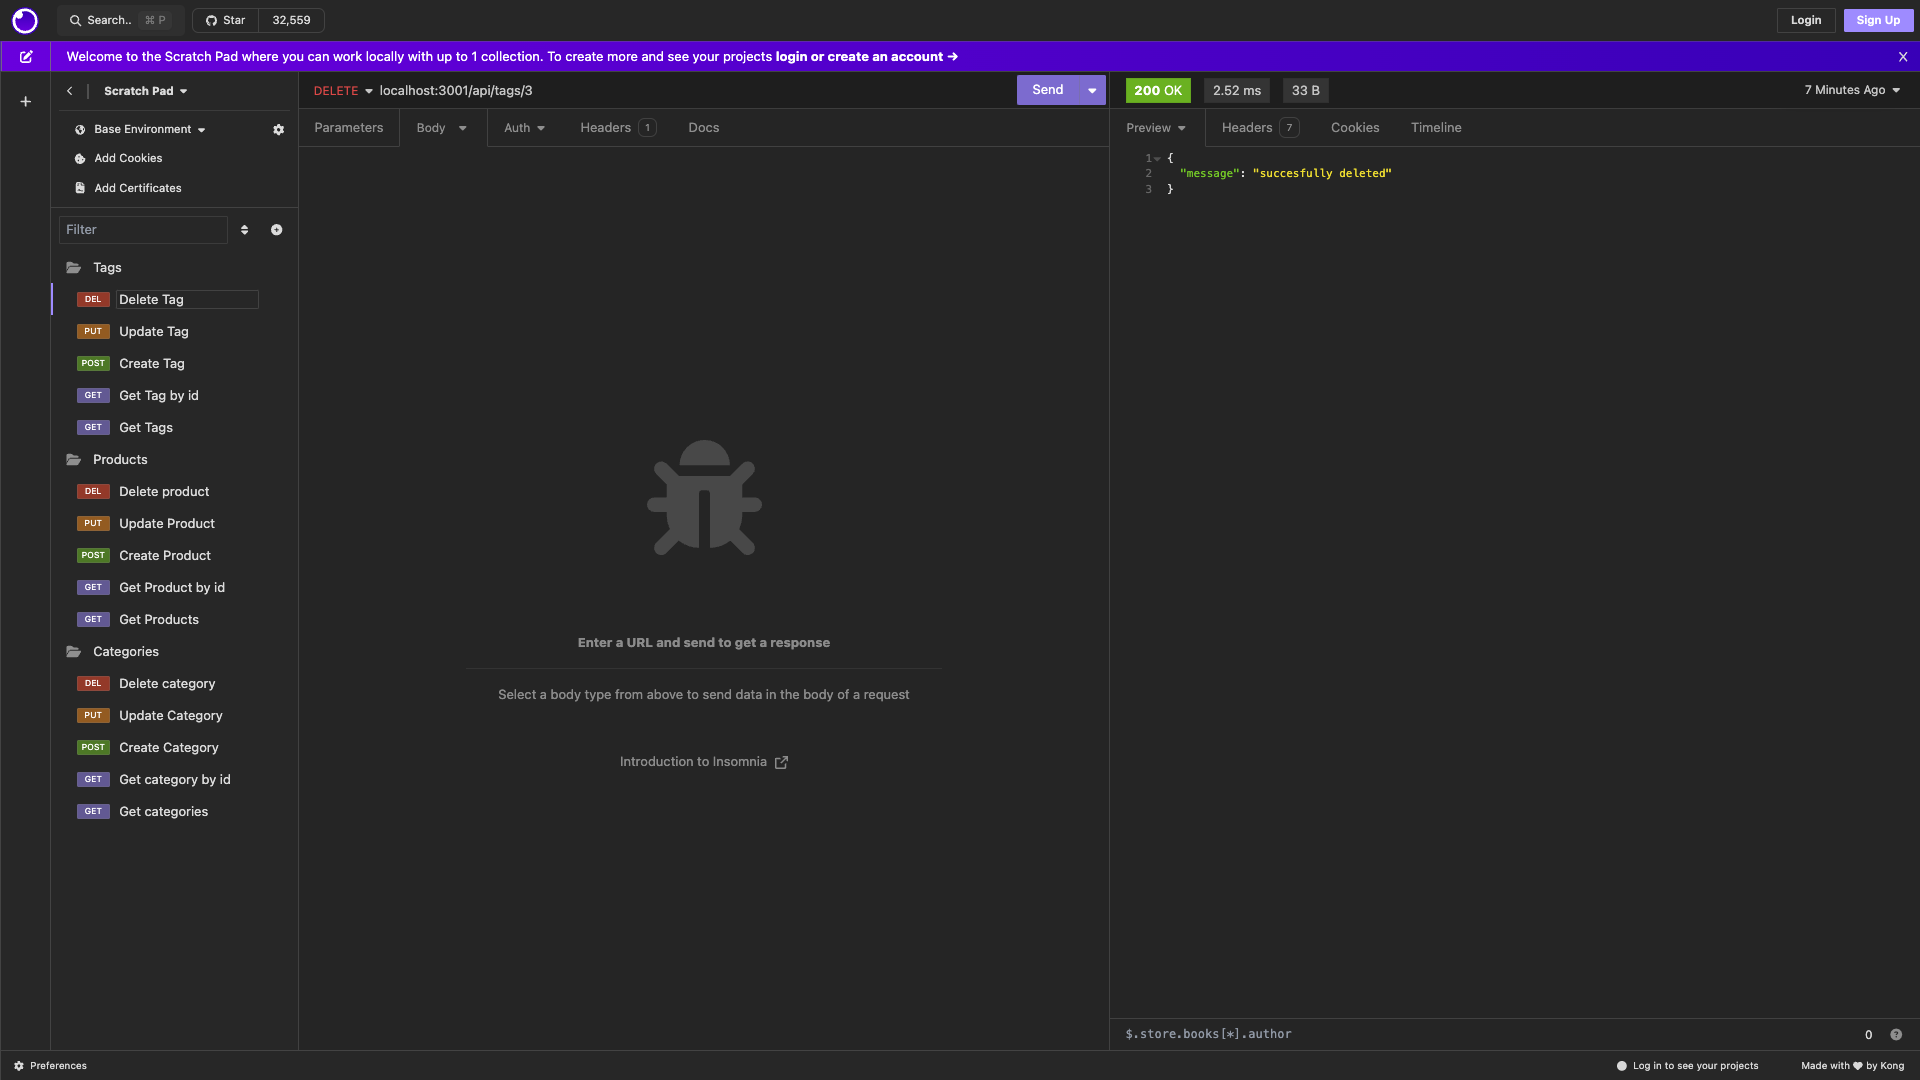 Search.. ⌘ P
Star 32,559
Login
Sign Up
Welcome to the Scratch Pad where you can work locally with up to 1 collection. To create more and see your projects login or create an account →
Scratch Pad
Base Environment
Add Cookies
Add Certificates
Filter
Tags
DEL Delete Tag
PUT Update Tag
POST Create Tag
GET Get Tag by id
GET Get Tags
Products
DEL Delete product
PUT Update Product
POST Create Product
GET Get Product by id
GET Get Products
Categories
DEL Delete category
PUT Update Category
POST Create Category
GET Get category by id
GET Get categories
DELETE localhost:3001/api/tags/3
Send
Parameters Body Auth Headers 1 Docs
Enter a URL and send to get a response
Select a body type from above to send data in the body of a request
Introduction to Insomnia
200 OK 2.52 ms 33 B
7 Minutes Ago
Preview Headers 7 Cookies Timeline
1 {
2 "message": "succesfully deleted"
3 }
$.store.books[*].author
0
Preferences
Log in to see your projects
Made with ♥ by Kong